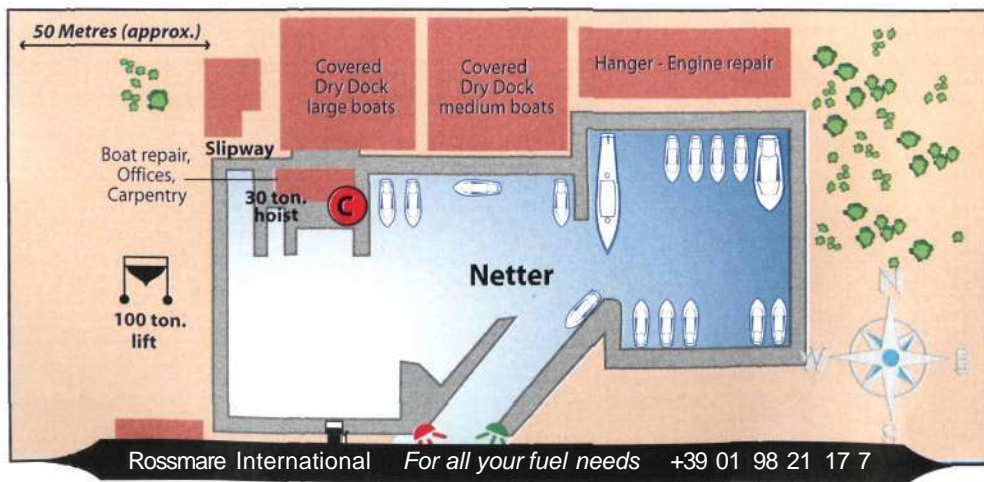 50 Metres (approx.)
Covered
Dry Dock
large boats
Covered
Dry Dock
medium boats
Hanger - Engine repair
Slipway
Boat repair,
Offices,
Carpentry
30 ton.
hoist
C
Netter
100 ton.
lift
N
W
S
Rossmare International For all your fuel needs +39 01 98 21 17 7